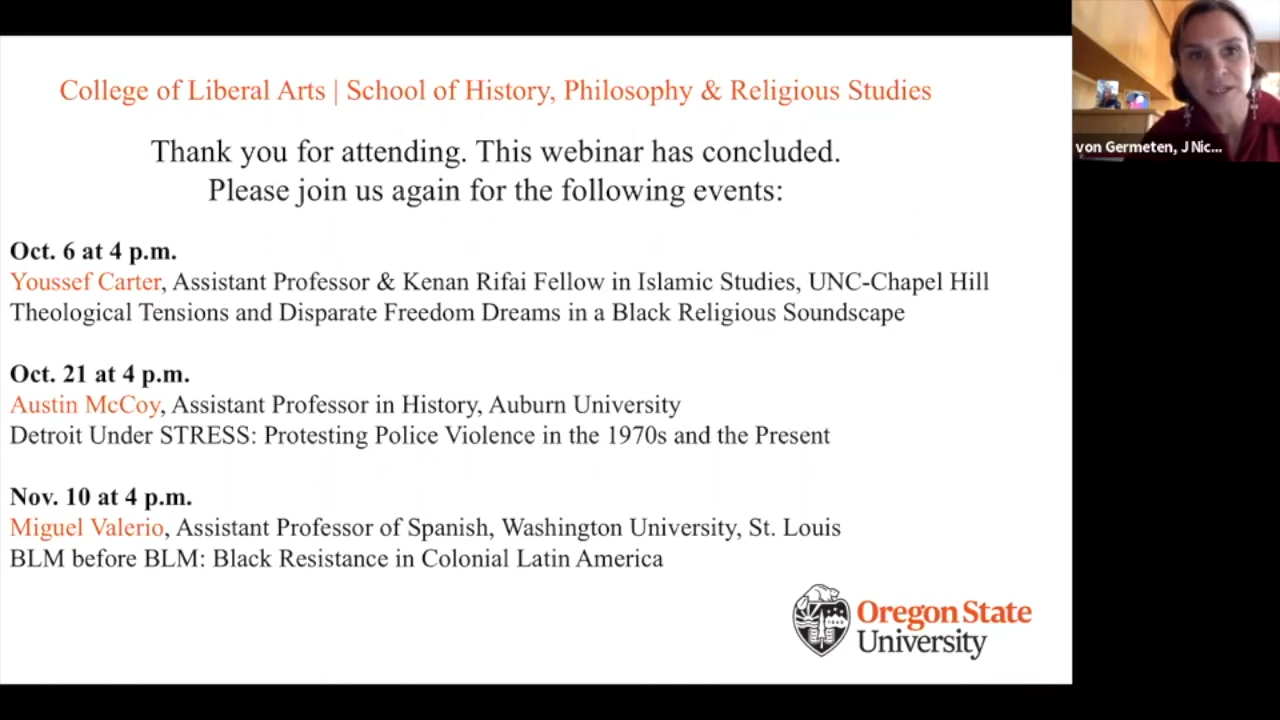 College of Liberal Arts | School of History, Philosophy & Religious Studies
Thank you for attending. This webinar has concluded.
Please join us again for the following events:
Oct. 6 at 4 p.m.
Youssef Carter, Assistant Professor & Kenan Rifai Fellow in Islamic Studies, UNC-Chapel Hill
Theological Tensions and Disparate Freedom Dreams in a Black Religious Soundscape
Oct. 21 at 4 p.m.
Austin McCoy, Assistant Professor in History, Auburn University
Detroit Under STRESS: Protesting Police Violence in the 1970s and the Present
Nov. 10 at 4 p.m.
Miguel Valerio, Assistant Professor of Spanish, Washington University, St. Louis
BLM before BLM: Black Resistance in Colonial Latin America
Oregon State
University
von Germeten, J Nic...